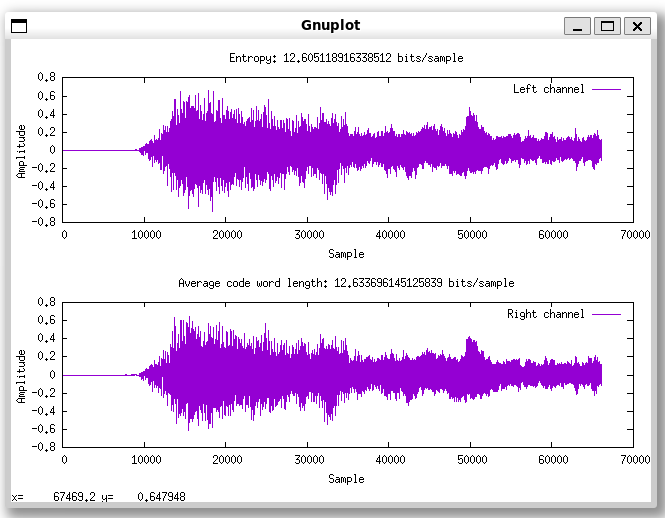 Gnuplot
Entropy: 12.605118916338512 bits/sample
Left channel
Amplitude
0.8
0.6
0.4
0.2
0
-0.2
-0.4
-0.6
-0.8
0 10000 20000 30000 40000 50000 60000 70000
Sample
Average code word length: 12.633696145125839 bits/sample
Right channel
Amplitude
0.8
0.6
0.4
0.2
0
-0.2
-0.4
-0.6
-0.8
0 10000 20000 30000 40000 50000 60000 70000
Sample
x= 67469.2 y= 0.647948